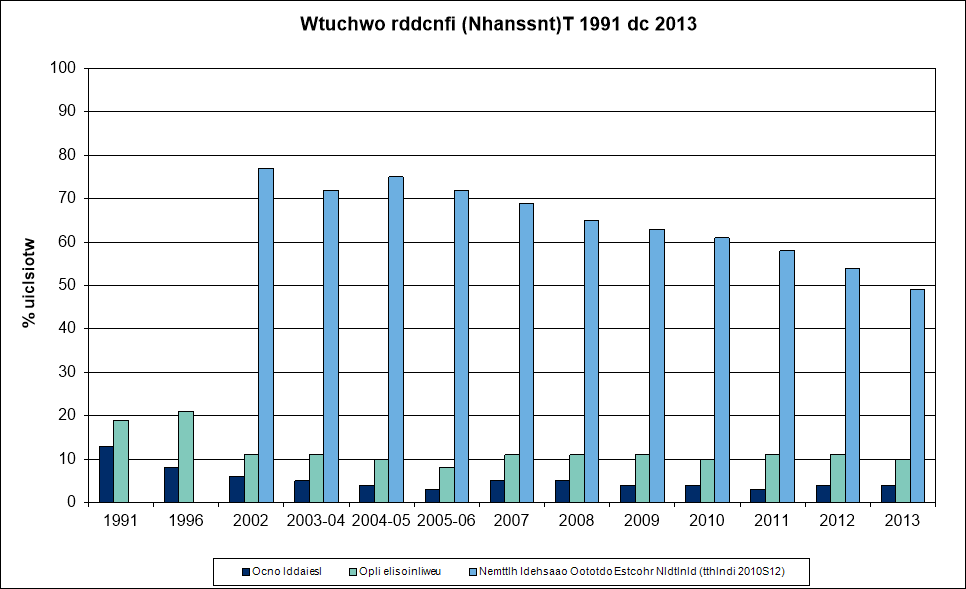 Wtuchwo rddcnfi (Nhanssnt)T 1991 dc 2013
100
90
80
70
60
50
40
30
20
10
0
% uiclsiotw
1991 1996 2002 2003-04 2004-05 2005-06 2007 2008 2009 2010 2011 2012 2013
Ocno Iddaiesl Opli elisoinliweu Nemttlh Idehsaao Oototdo Estcohr Nldtlnld (tthlndi 2010S12)